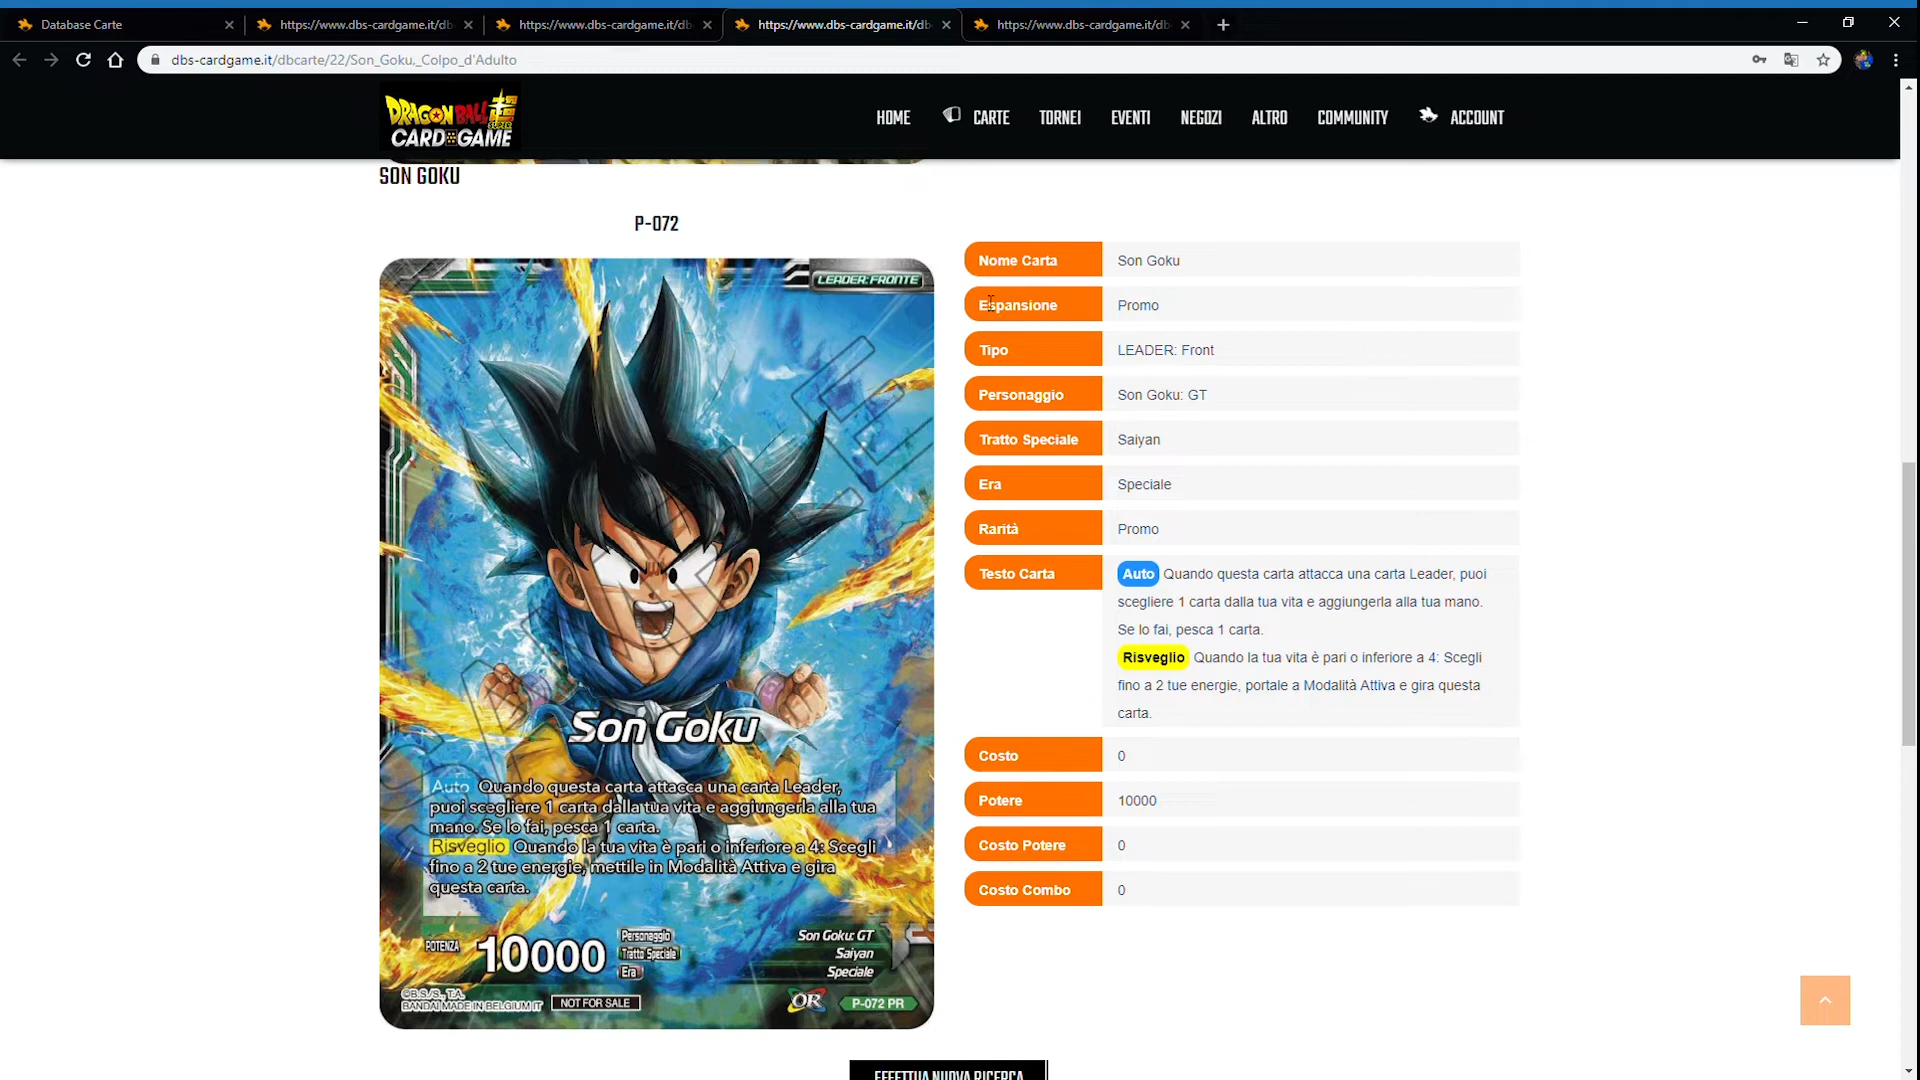 Database Carte
https://www.dbs-cardgame.it/db
https://www.dbs-cardgame.it/db
https://www.dbs-cardgame.it/db
https://www.dbs-cardgame.it/db
dbs-cardgame.it/dbcarte/22/Son_Goku,_Colpo_d'Adulto
DRAGON BALL
CARD GAME
HOME
CARTE
TORNEI
EVENTI
NEGOZI
ALTRO
COMMUNITY
ACCOUNT
SON GOKU
P-072
LEADER:FRONTE
SAMPLE
Son Goku
Auto Quando questa carta attacca una carta Leader,
puoi scegliere 1 carta dalla tua vita e aggiungerla alla tua
mano. Se lo fai, pesca 1 carta.
Risveglio Quando la tua vita è pari o inferiore a 4: Scegli
fino a 2 tue energie, mettile in Modalità Attiva e gira
questa carta.
POTENZA
10000
Personaggio
Son Goku: GT
Tratto Speciale
Saiyan
Era
Speciale
©B.S./S., T.A.
BANDAI MADE IN BELGIUM IT
NOT FOR SALE
OR
P-072 PR
Nome Carta
Son Goku
Espansione
Promo
Tipo
LEADER: Front
Personaggio
Son Goku: GT
Tratto Speciale
Saiyan
Era
Speciale
Rarità
Promo
Testo Carta
Auto Quando questa carta attacca una carta Leader, puoi
scegliere 1 carta dalla tua vita e aggiungerla alla tua mano.
Se lo fai, pesca 1 carta.
Risveglio Quando la tua vita è pari o inferiore a 4: Scegli
fino a 2 tue energie, portale a Modalità Attiva e gira questa
carta.
Costo
0
Potere
10000
Costo Potere
0
Costo Combo
0
EFFETTUA NUOVA RICERCA